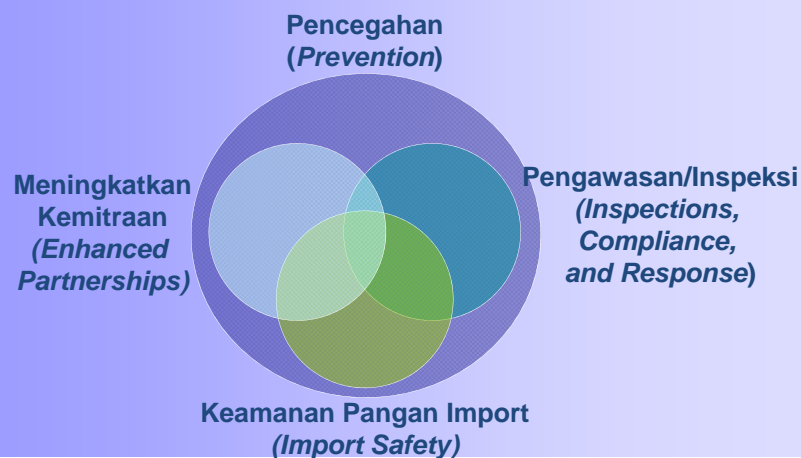 Pencegahan
(Prevention)
Meningkatkan
Kemitraan
(Enhanced
Partnerships)
Pengawasan/Inspeksi
(Inspections,
Compliance,
and Response)
Keamanan Pangan Import
(Import Safety)